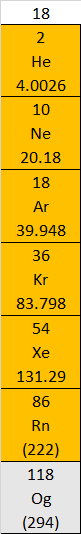 18
2
He
4.0026
10
Ne
20.18
18
Ar
39.948
36
Kr
83.798
54
Xe
131.29
86
Rn
(222)
118
Og
(294)